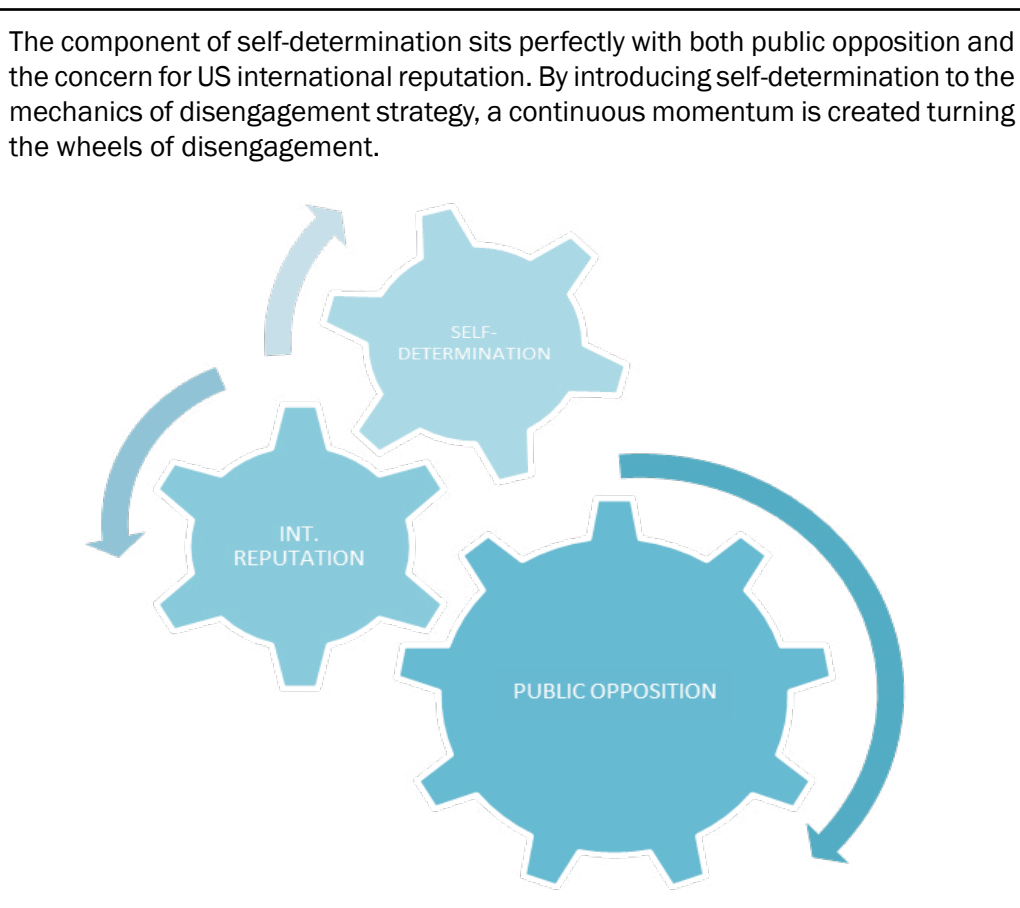 The component of self-determination sits perfectly with both public opposition and
the concern for US international reputation. By introducing self-determination to the
mechanics of disengagement strategy, a continuous momentum is created turning
the wheels of disengagement.
SELF-
DETERMINATION
INT.
REPUTATION
PUBLIC OPPOSITION